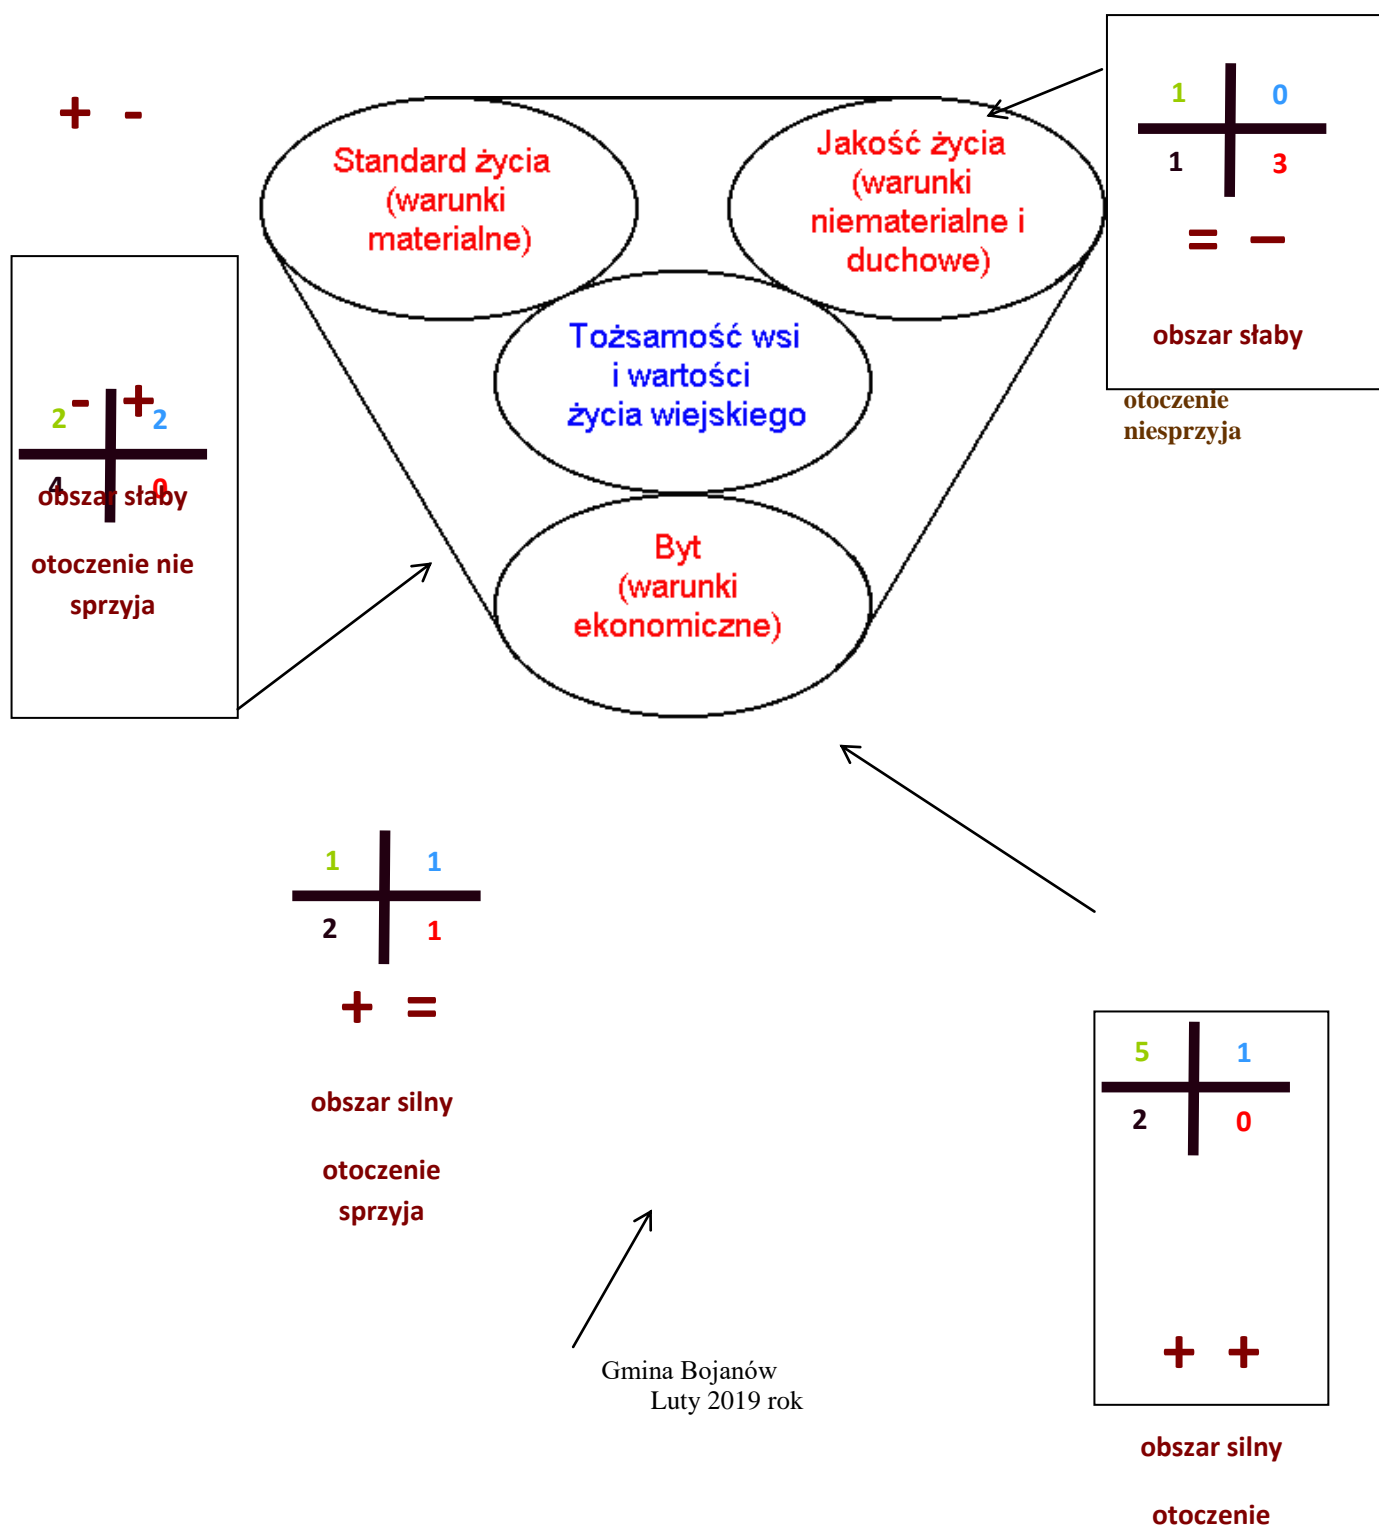 + -
Standard życia
(warunki
materialne)
Jakość życia
(warunki
niematerialne i
duchowe)
1 0
1 3
= –
obszar słaby
otoczenie
niesprzyja
Tożsamość wsi
i wartości
życia wiejskiego
- +
2 2
4 0
obszar słaby
otoczenie nie
sprzyja
Byt
(warunki
ekonomiczne)
1 1
2 1
+ =
obszar silny
otoczenie
sprzyja
5 1
2 0
+ +
obszar silny
otoczenie
Gmina Bojanów
Luty 2019 rok